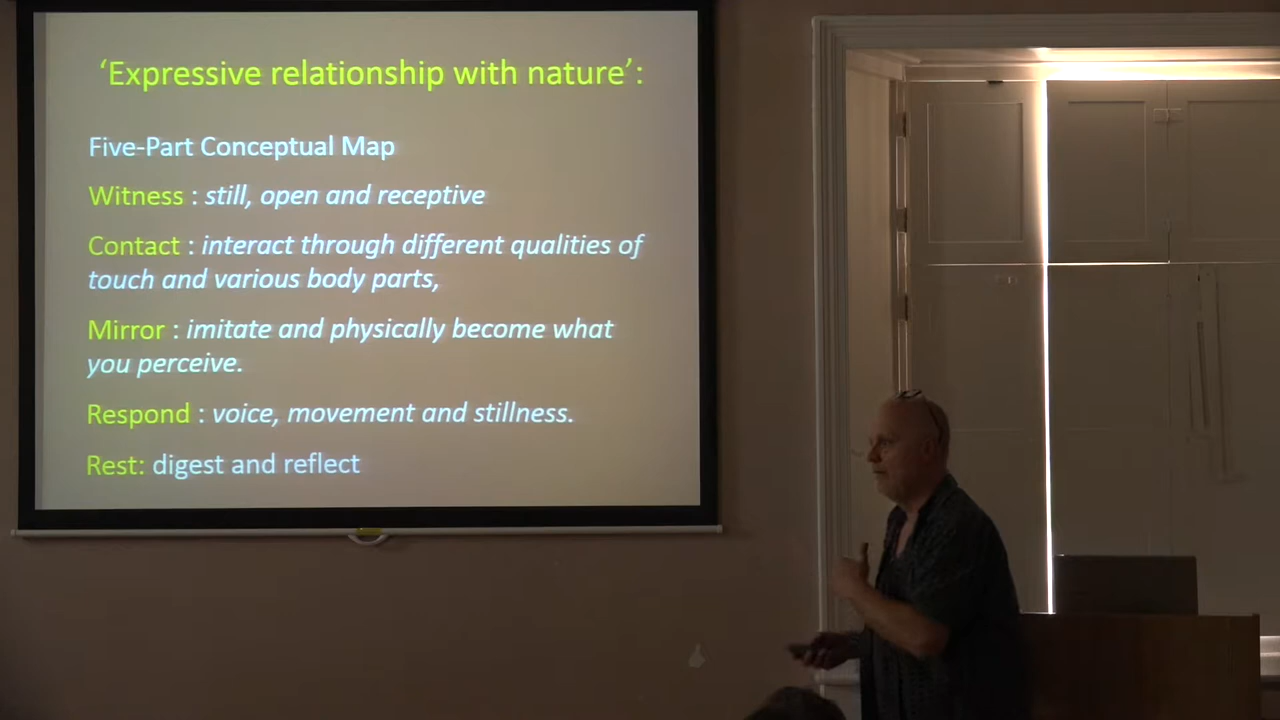 ‘Expressive relationship with nature’:
Five-Part Conceptual Map
Witness : still, open and receptive
Contact : interact through different qualities of
touch and various body parts,
Mirror : imitate and physically become what
you perceive.
Respond : voice, movement and stillness.
Rest: digest and reflect